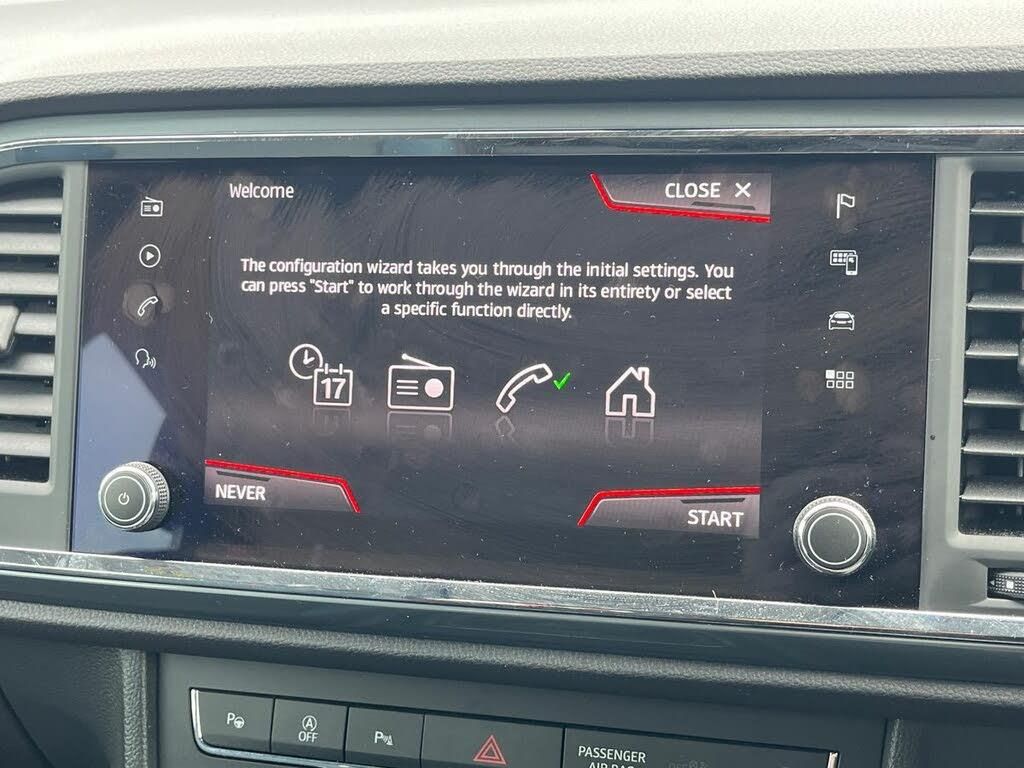 Welcome
CLOSE X
The configuration wizard takes you through the initial settings. You
can press "Start" to work through the wizard in its entirety or select
a specific function directly.
17
NEVER
START
P
A
OFF
P
PASSENGER
AIR BAG
OFF